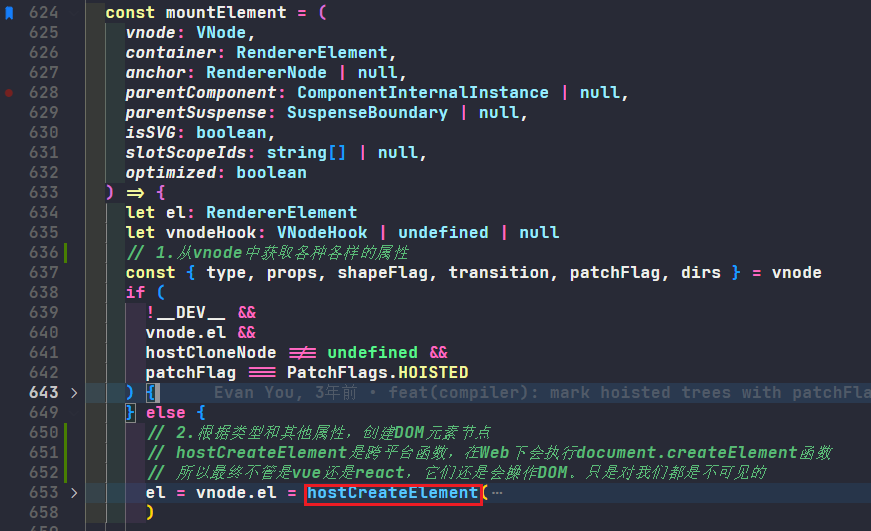 624 const mountElement = (
625 vnode: VNode,
626 container: RendererElement,
627 anchor: RendererNode | null,
628 parentComponent: ComponentInternalInstance | null,
629 parentSuspense: SuspenseBoundary | null,
630 isSVG: boolean,
631 slotScopeIds: string[] | null,
632 optimized: boolean
633 ) => {
634 let el: RendererElement
635 let vnodeHook: VNodeHook | undefined | null
636 // 1.从vnode中获取各种各样的属性
637 const { type, props, shapeFlag, transition, patchFlag, dirs } = vnode
638 if (
639 !__DEV__ &&
640 vnode.el &&
641 hostCloneNode !== undefined &&
642 patchFlag === PatchFlags.HOISTED
643 ) { Evan You, 3年前 • feat(compiler): mark hoisted trees with patchFla
649 } else {
650 // 2.根据类型和其他属性，创建DOM元素节点
651 // hostCreateElement是跨平台函数，在Web下会执行document.createElement函数
652 // 所以最终不管是vue还是react，它们还是会操作DOM。只是对我们都是不可见的
653 el = vnode.el = hostCreateElement(⋯
658 )